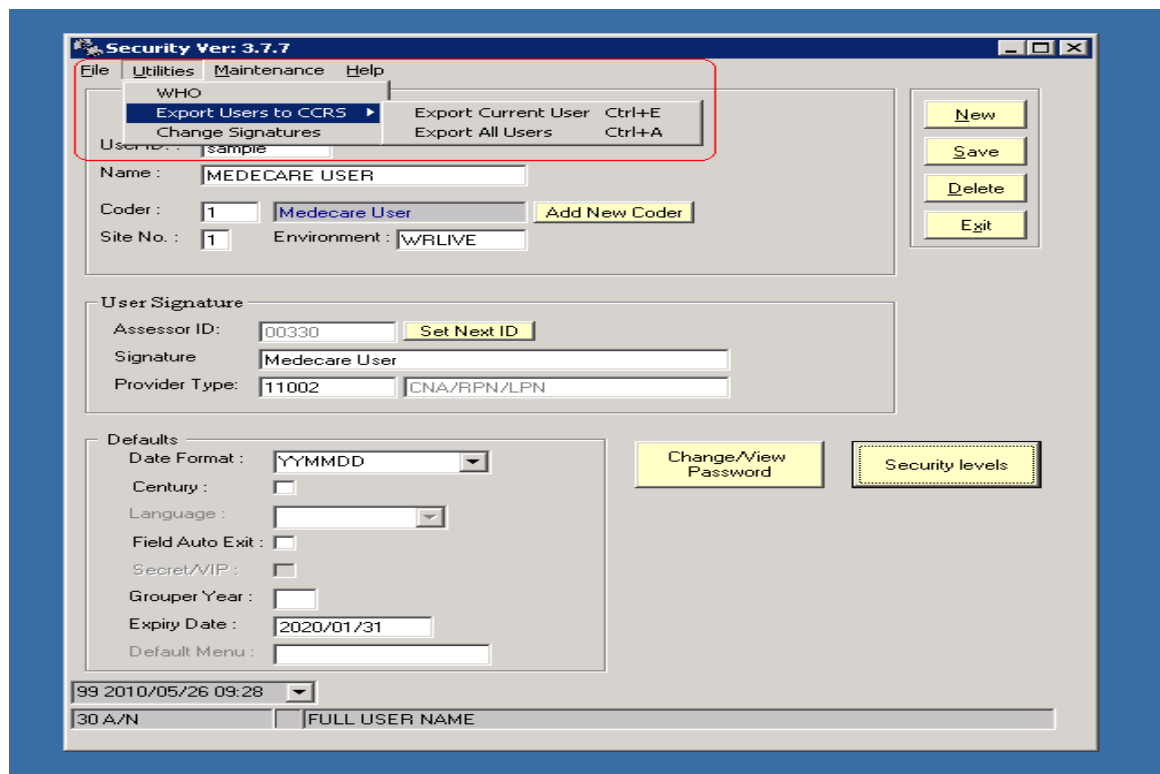 Security Ver: 3.7.7
File Utilities Maintenance Help
WHO
Export Users to CCRS Export Current User Ctrl+E
Change Signatures Export All Users Ctrl+A
User ID. : sample
Name : MEDECARE USER
Coder : 1 Medecare User Add New Coder
Site No. : 1 Environment : WRLIVE
New
Save
Delete
Exit
User Signature
Assessor ID: 00330 Set Next ID
Signature Medecare User
Provider Type: 11002 CNA/RPN/LPN
Defaults
Date Format : YYMMDD
Century :
Language :
Field Auto Exit :
Secret/VIP :
Grouper Year :
Expiry Date : 2020/01/31
Default Menu :
Change/View
Password
Security levels
99 2010/05/26 09:28
30 A/N FULL USER NAME